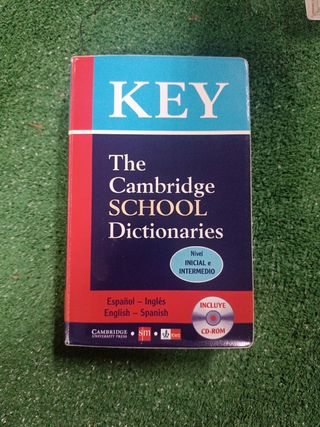 KEY
The
Cambridge
SCHOOL
Dictionaries
Nivel
INICIAL e
INTERMEDIO
Español – Inglés
English – Spanish
INCLUYE
CD-ROM
CAMBRIDGE
UNIVERSITY PRESS
sm